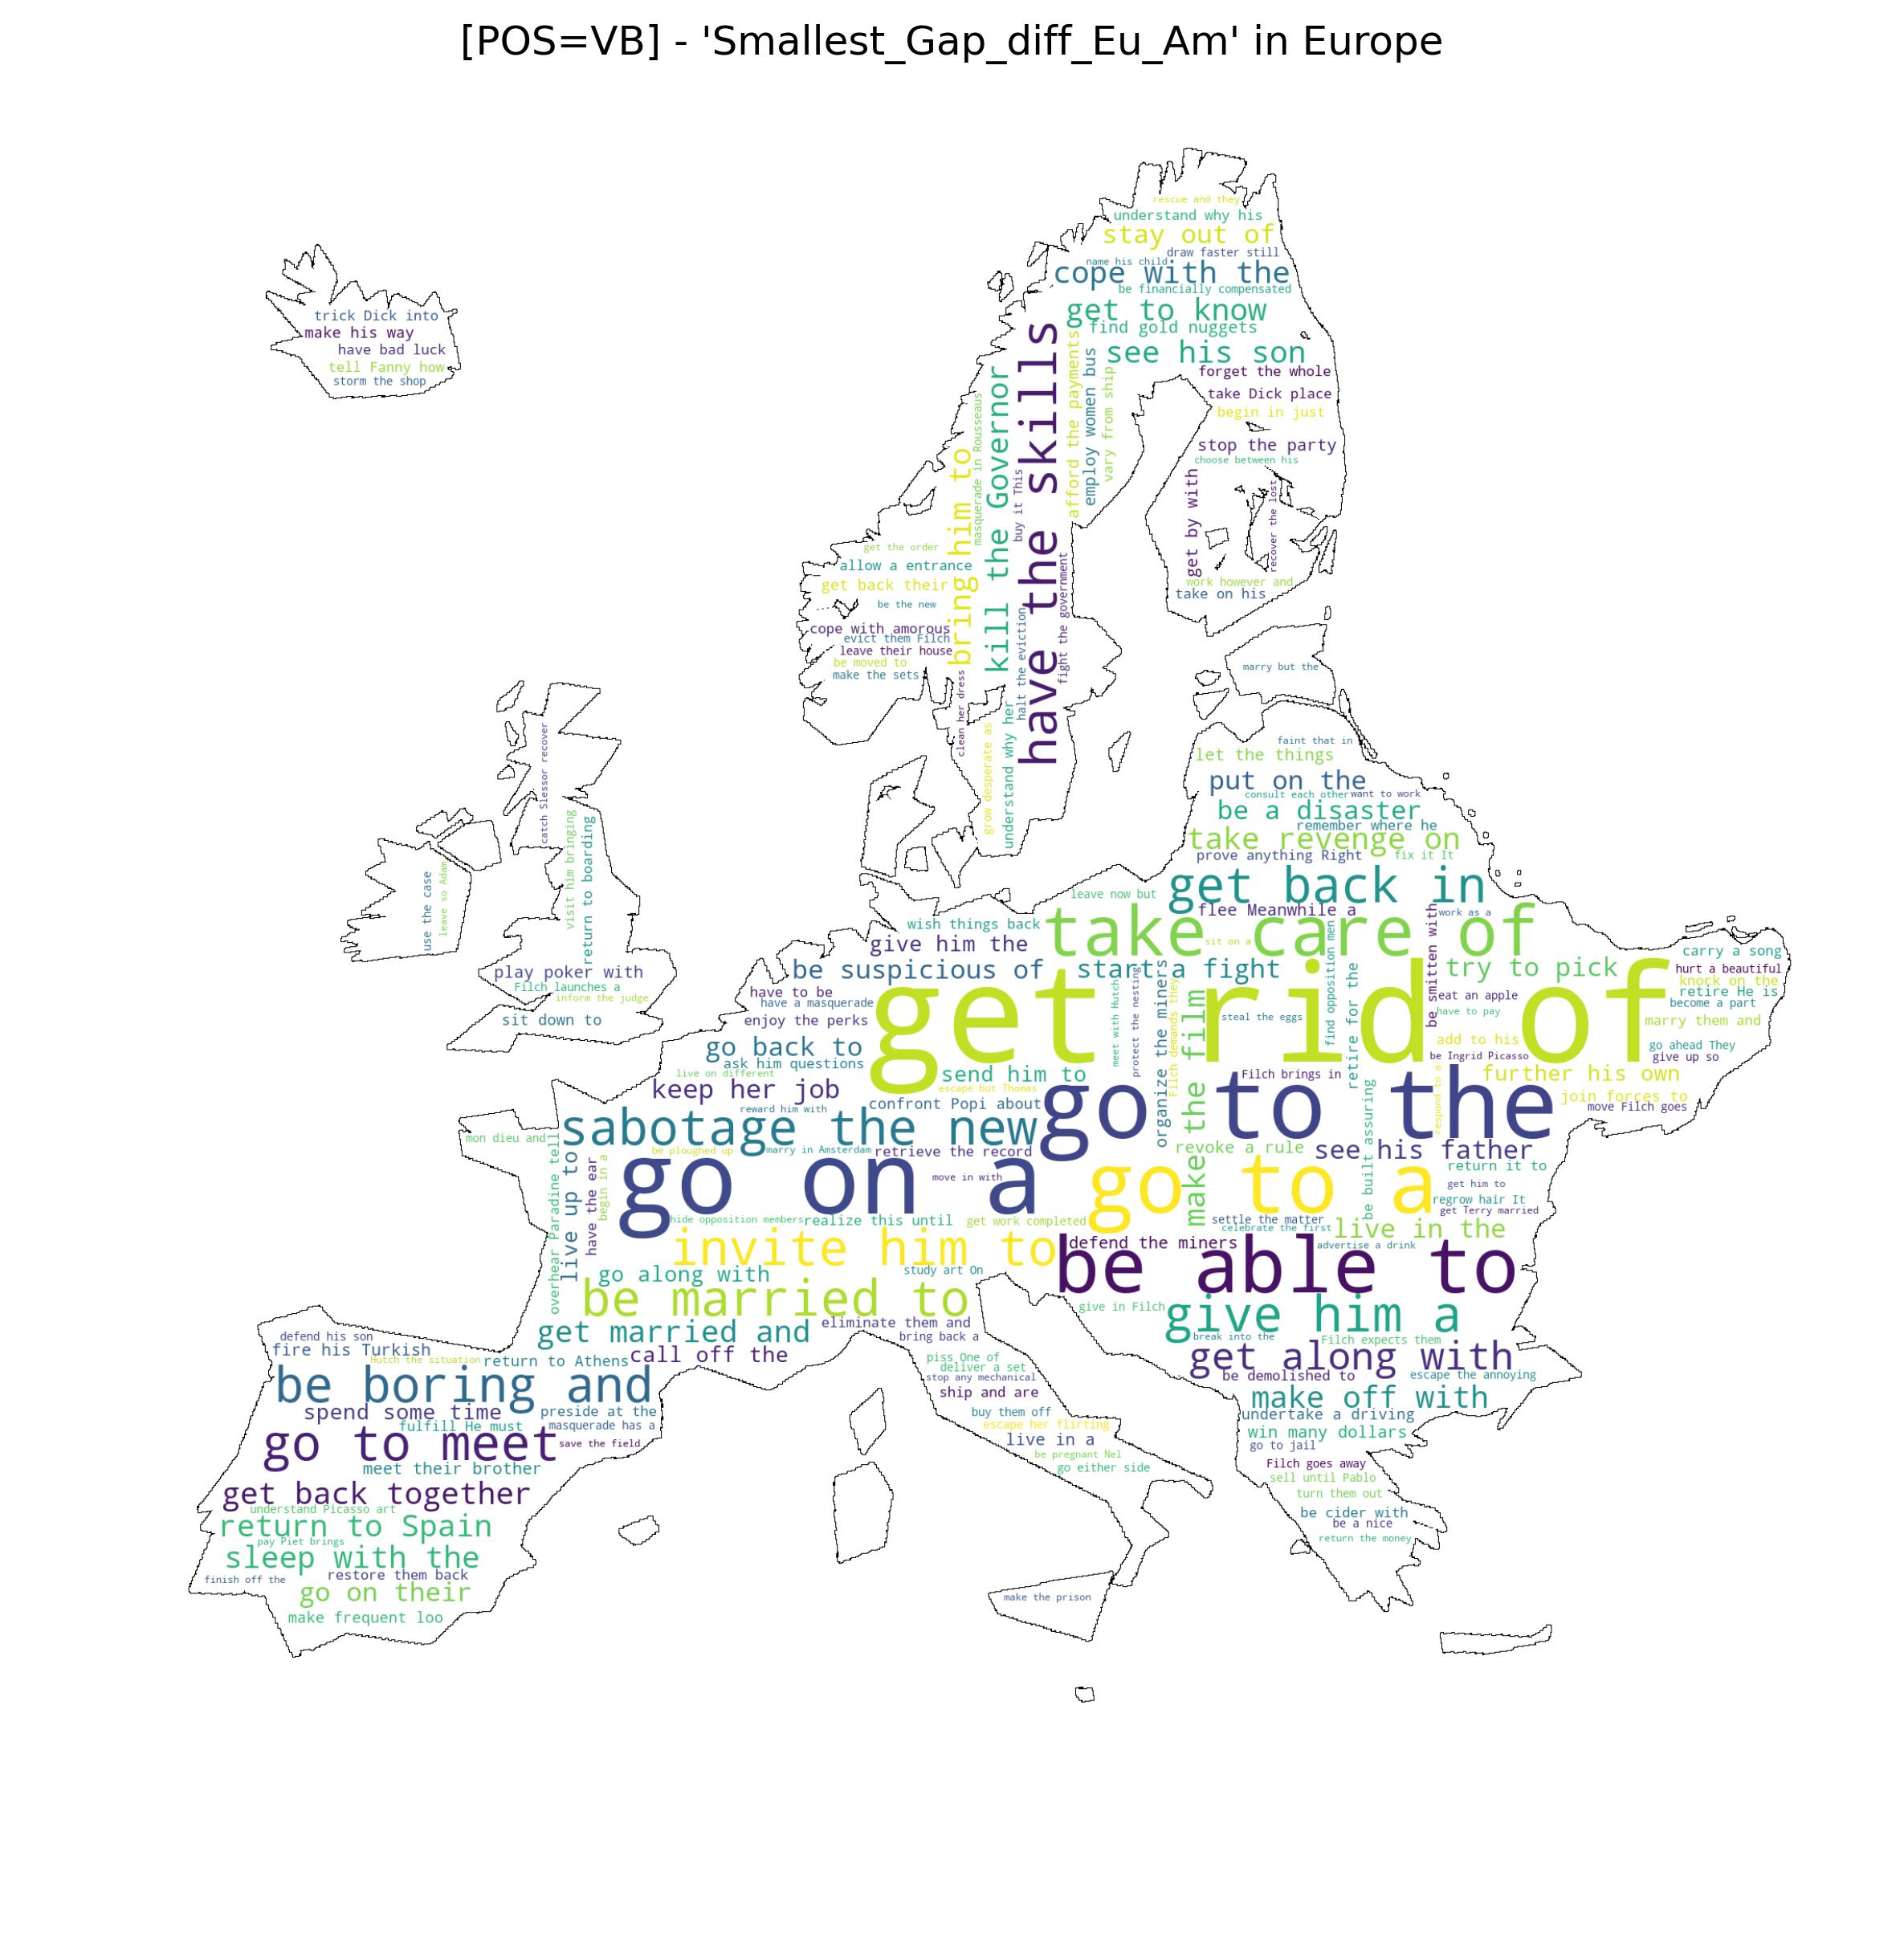 [POS=VB] - 'Smallest_Gap_diff_Eu_Am' in Europe
rescue and they
understand why his
stay out of
draw faster still
name his child
cope with the
be financially compensated
get to know
find gold nuggets
see his son
forget the whole
take Dick place
begin in just
stop the party
choose between his
get by with
recover the lost
work however and
take on his
marry but the
trick Dick into
make his way
have bad luck
tell Fanny how
storm the shop
have the skills
kill the Governor
bring him to
masquerade in Rousseaus
buy it This
afford the payments
employ women bus
vary from ship
fight the government
halt the eviction
get the order
allow a entrance
get back their
be the new
cope with amorous
evict them Filch
leave their house
be moved to
make the sets
clean her dress
grow desperate as
understand why her
catch Slessor recover
visit him bringing
return to boarding
use the case
leave so Adam
play poker with
Filch launches a
inform the judge
sit down to
faint that in
let the things
put on the
consult each other
want to work
be a disaster
remember where he
take revenge on
prove anything Right
fix it It
get back in
leave now but
flee Meanwhile a
work as a
wish things back
take care of
sit on a
give him the
be suspicious of
start a fight
try to pick
be smitten with
find opposition men
carry a song
hurt a beautiful
knock on the
retire He is
become a part
marry them and
go ahead They
give up so
have to be
have a masquerade
enjoy the perks
get rid of
meet with Hutch
protect the nesting
organize the miners
Filch demands they
make the film
steal the eggs
retire for the
eat an apple
have to pay
add to his
be Ingrid Picasso
further his own
join forces to
move Filch goes
respond to a
go back to
ask him questions
live on different
send him to
escape but Thomas
keep her job
reward him with
confront Popi about
go to the
Filch brings in
be built assuring
sabotage the new
be ploughed up
marry in Amsterdam
retrieve the record
revoke a rule
see his father
return it to
get him to
regrow hair It
get Terry married
mon dieu and
overhear Paradine tell
live up to
have the ear
begin in a
go on a
move in with
go to a
settle the matter
celebrate the first
live in the
advertise a drink
hide opposition members
realize this until
get work completed
defend the miners
invite him to
be able to
go along with
study art On
be married to
give in Filch
give him a
get married and
eliminate them and
bring back a
break into the
Filch expects them
call off the
get along with
be demolished to
escape the annoying
make off with
undertake a driving
win many dollars
go to jail
Filch goes away
sell until Pablo
turn them out
be cider with
be a nice
return the money
piss One of
deliver a set
stop any mechanical
ship and are
buy them off
escape her flirting
live in a
be pregnant Nel
go either side
make the prison
defend his son
fire his Turkish
Hutch the situation
return to Athens
be boring and
spend some time
preside at the
fulfill He must
masquerade has a
go to meet
save the field
meet their brother
get back together
understand Picasso art
return to Spain
pay Piet brings
sleep with the
restore them back
finish off the
go on their
make frequent loo